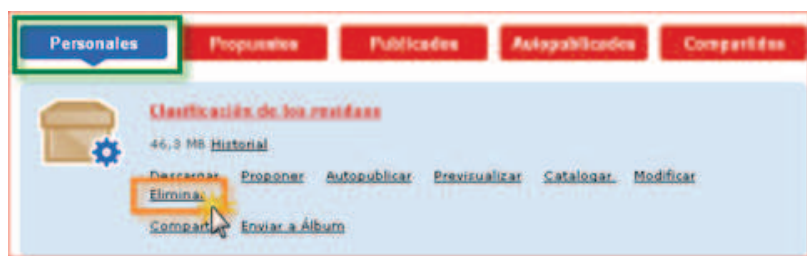 Personales Propuestos Publicados Autopublicados Compartidos
Clasificación de los residuos
46,3 MB Historial
Descargar Proponer Autopublicar Previsualizar Catalogar Modificar
Eliminar
Compartir Enviar a Álbum